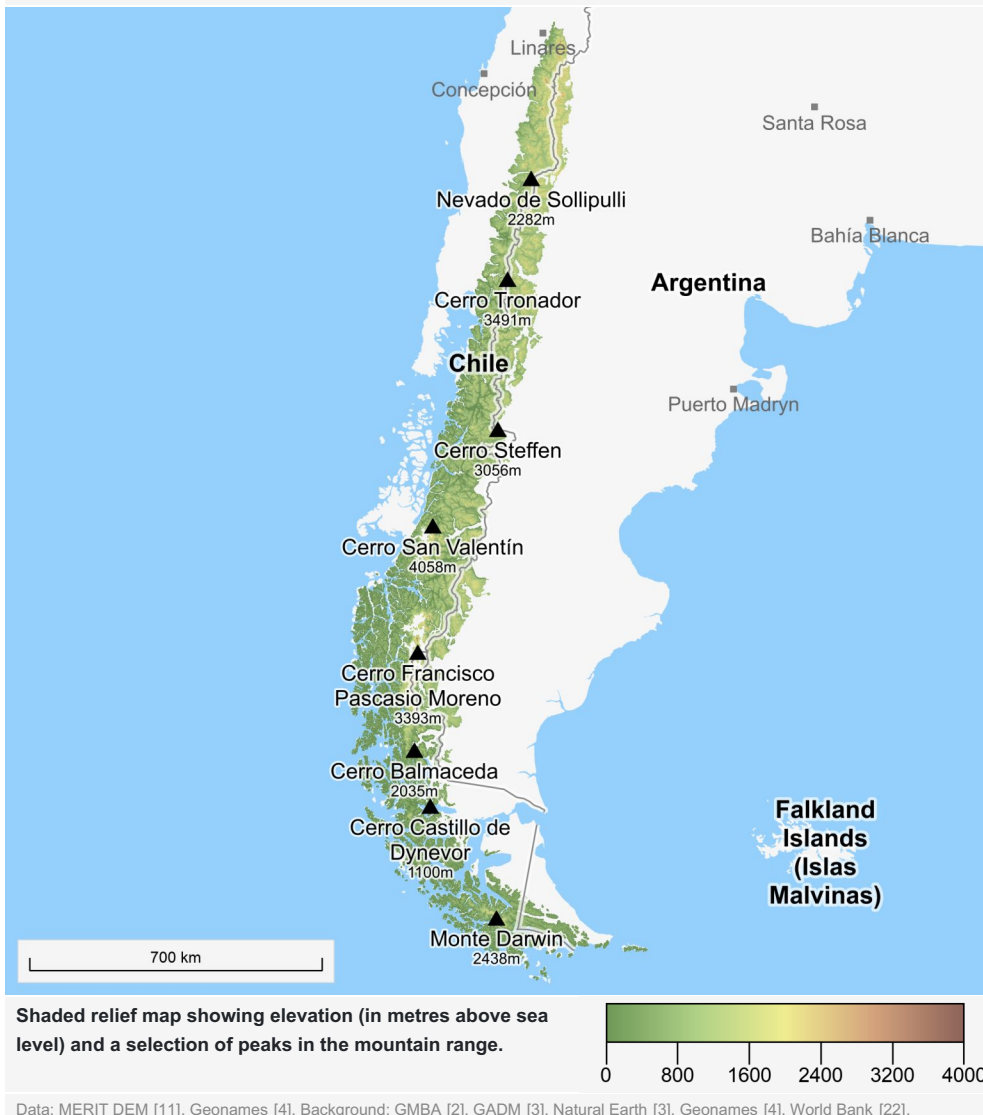 Linares
Concepción
Santa Rosa
Nevado de Sollipulli
2282m
Bahía Blanca
Argentina
Cerro Tronador
3491m
Chile
Puerto Madryn
Cerro Steffen
3056m
Cerro San Valentín
4058m
Cerro Francisco
Pascasio Moreno
3393m
Cerro Balmaceda
2035m
Cerro Castillo de
Dynevor
1100m
Falkland
Islands
(Islas
Malvinas)
Monte Darwin
2438m
700 km
Shaded relief map showing elevation (in metres above sea
level) and a selection of peaks in the mountain range.
0 800 1600 2400 3200 4000
Data: MERIT DEM [11], Geonames [4], Background: GMBA [2], GADM [3], Natural Earth [3], Geonames [4], World Bank [22].